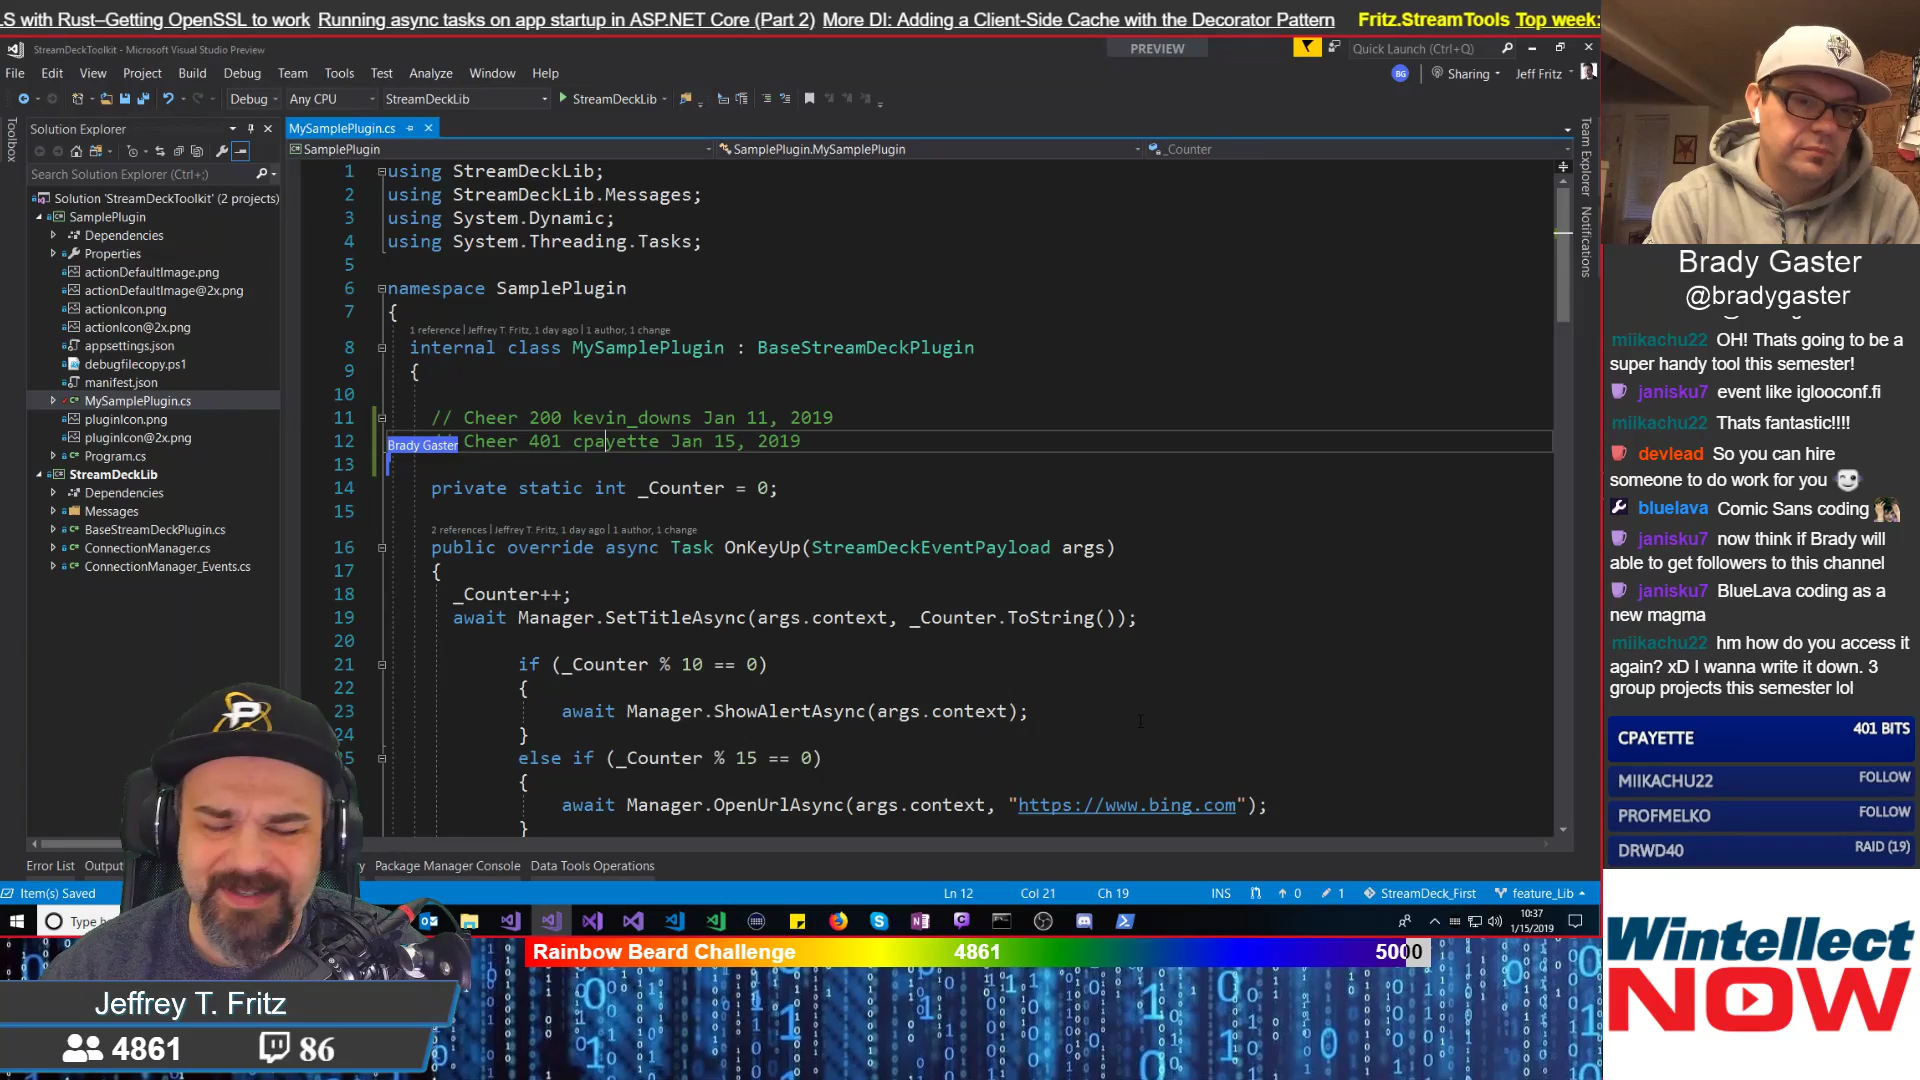 LS with Rust–Getting OpenSSL to work Running async tasks on app startup in ASP.NET Core (Part 2) More DI: Adding a Client-Side Cache with the Decorator Pattern Fritz.StreamTools Top week:
StreamDeckToolkit - Microsoft Visual Studio Preview
PREVIEW
Quick Launch (Ctrl+Q)
File Edit View Project Build Debug Team Tools Test Analyze Window Help
BG Sharing Jeff Fritz
Debug Any CPU StreamDeckLib StreamDeckLib
Toolbox
Solution Explorer
Search Solution Explorer (Ctrl+;)
Solution 'StreamDeckToolkit' (2 projects)
SamplePlugin
Dependencies
Properties
actionDefaultImage.png
actionDefaultImage@2x.png
actionIcon.png
actionIcon@2x.png
appsettings.json
debugfilecopy.ps1
manifest.json
MySamplePlugin.cs
pluginIcon.png
pluginIcon@2x.png
Program.cs
StreamDeckLib
Dependencies
Messages
BaseStreamDeckPlugin.cs
ConnectionManager.cs
ConnectionManager_Events.cs
MySamplePlugin.cs
SamplePlugin SamplePlugin.MySamplePlugin _Counter
1 using StreamDeckLib;
2 using StreamDeckLib.Messages;
3 using System.Dynamic;
4 using System.Threading.Tasks;
5
6 namespace SamplePlugin
7 {
1 reference | Jeffrey T. Fritz, 1 day ago | 1 author, 1 change
8 internal class MySamplePlugin : BaseStreamDeckPlugin
9 {
10
11 // Cheer 200 kevin_downs Jan 11, 2019
12 Cheer 401 cpayette Jan 15, 2019
Brady Gaster
13
14 private static int _Counter = 0;
15
2 references | Jeffrey T. Fritz, 1 day ago | 1 author, 1 change
16 public override async Task OnKeyUp(StreamDeckEventPayload args)
17 {
18 _Counter++;
19 await Manager.SetTitleAsync(args.context, _Counter.ToString());
20
21 if (_Counter % 10 == 0)
22 {
23 await Manager.ShowAlertAsync(args.context);
24 }
25 else if (_Counter % 15 == 0)
{
await Manager.OpenUrlAsync(args.context, "https://www.bing.com");
}
Team Explorer
Notifications
Error List Outpu Package Manager Console Data Tools Operations
Item(s) Saved Ln 12 Col 21 Ch 19 INS 0 1 StreamDeck_First feature_Lib
Type he
10:37
1/15/2019
Brady Gaster
@bradygaster
miikachu22 OH! Thats going to be a
super handy tool this semester!
janisku7 event like iglooconf.fi
miikachu22 Thats fantastic!!!!
devlead So you can hire
someone to do work for you
bluelava Comic Sans coding
janisku7 now think if Brady will
able to get followers to this channel
janisku7 BlueLava coding as a
new magma
miikachu22 hm how do you access it
again? xD I wanna write it down. 3
group projects this semester lol
CPAYETTE 401 BITS
MIIKACHU22 FOLLOW
PROFMELKO FOLLOW
DRWD40 RAID (19)
Wintellect
NOW
Rainbow Beard Challenge 4861 5000
Jeffrey T. Fritz
4861 86